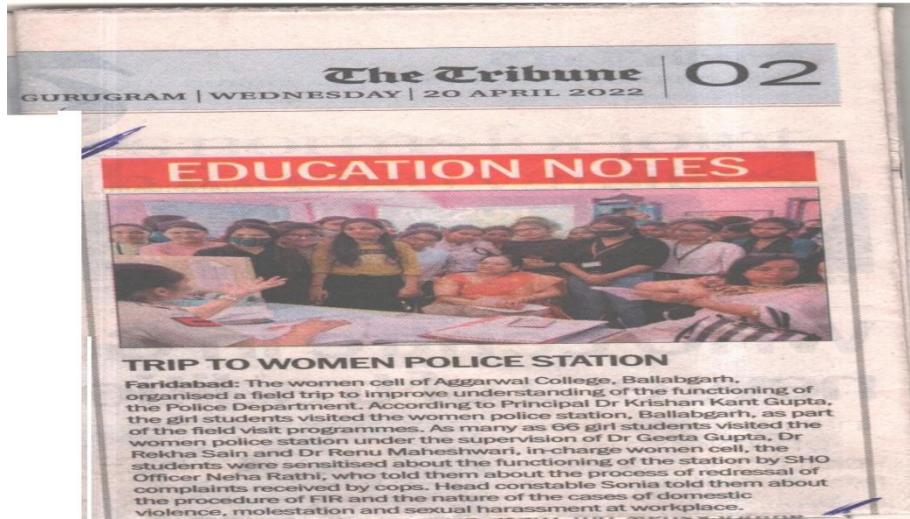 The Tribune | 02
GURUGRAM | WEDNESDAY | 20 APRIL 2022
EDUCATION NOTES
TRIP TO WOMEN POLICE STATION
Faridabad: The women cell of Aggarwal College, Ballabgarh,
organised a field trip to improve understanding of the functioning of
the Police Department. According to Principal Dr Krishan Kant Gupta,
the girl students visited the women police station, Ballabgarh, as part
of the field visit programmes. As many as 66 girl students visited the
women police station under the supervision of Dr Geeta Gupta, Dr
Rekha Sain and Dr Renu Maheshwari, in-charge women cell, the
students were sensitised about the functioning of the station by SHO
Officer Neha Rathi, who told them about the process of redressal of
complaints received by cops. Head constable Sonia told them about
the procedure of FIR and the nature of the cases of domestic
violence, molestation and sexual harassment at workplace.